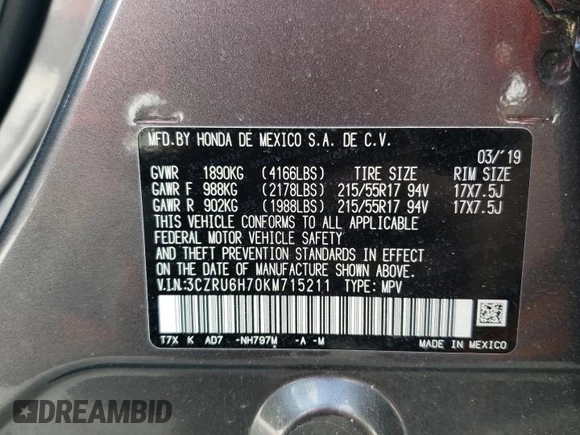 MFD.BY HONDA DE MEXICO S.A. DE C.V.
03/'19
GVWR 1890KG (4166LBS) TIRE SIZE RIM SIZE
GAWR F 988KG (2178LBS) 215/55R17 94V 17X7.5J
GAWR R 902KG (1988LBS) 215/55R17 94V 17X7.5J
THIS VEHICLE CONFORMS TO ALL APPLICABLE
FEDERAL MOTOR VEHICLE SAFETY
AND THEFT PREVENTION STANDARDS IN EFFECT
ON THE DATE OF MANUFACTURE SHOWN ABOVE.
V.I.N:3CZRU6H70KM715211 TYPE: MPV
T7X K AD7 -NH797M -A -M
MADE IN MEXICO
DREAMBID